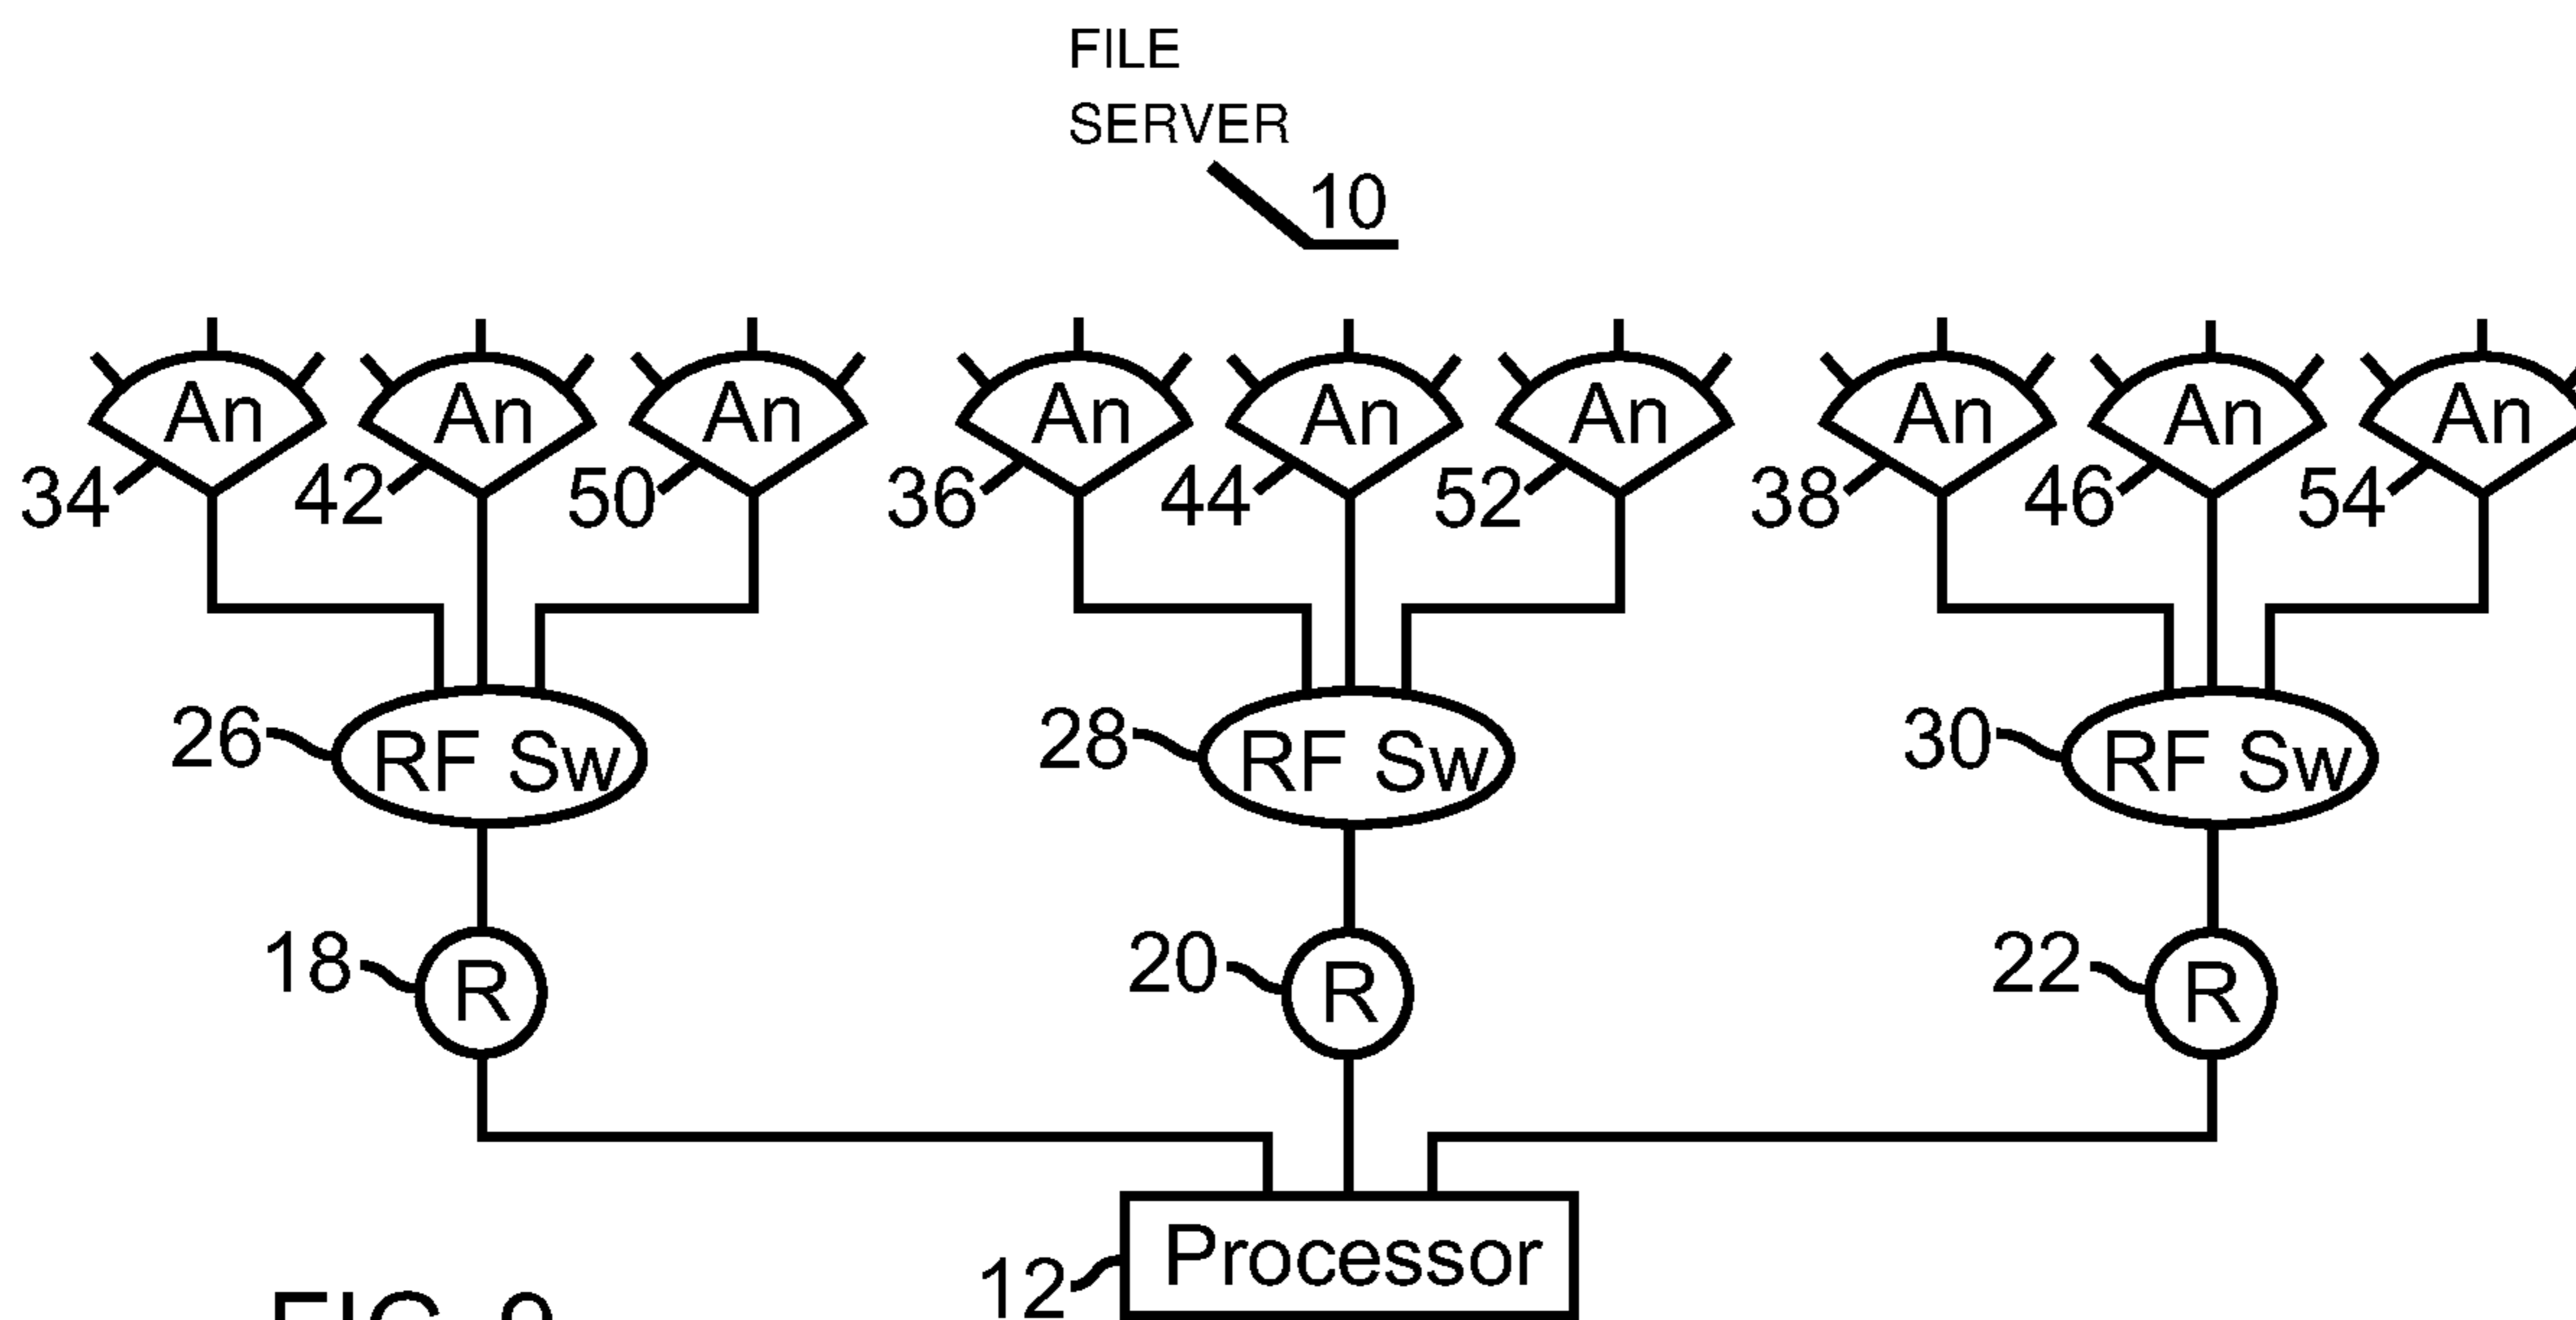 FILE
SERVER
10
An An An An An An An An An
34 42 50 36 44 52 38 46 54
26 RF Sw 28 RF Sw 30 RF Sw
18 R 20 R 22 R
12 Processor